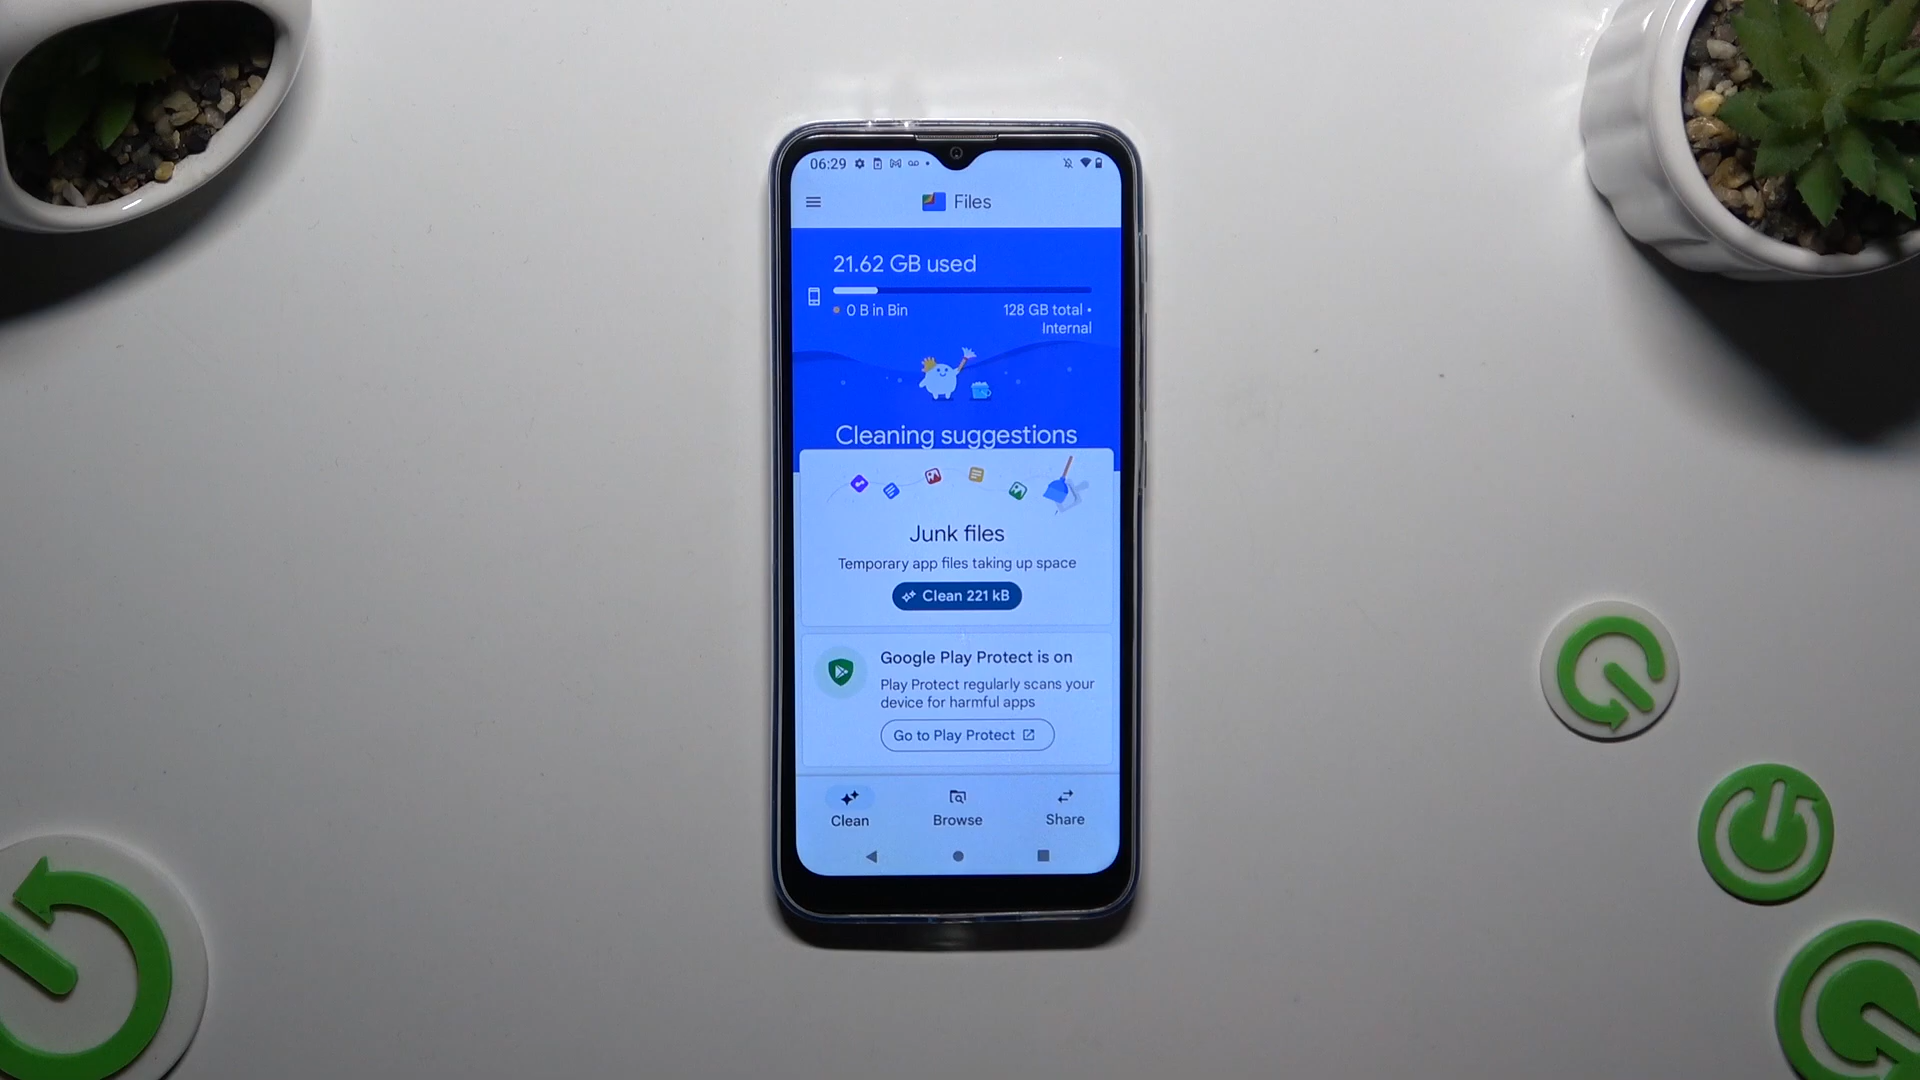 06:29
Files
21.62 GB used
0 B in Bin
128 GB total •
Internal
Cleaning suggestions
Junk files
Temporary app files taking up space
Clean 221 kB
Google Play Protect is on
Play Protect regularly scans your
device for harmful apps
Go to Play Protect
Clean
Browse
Share